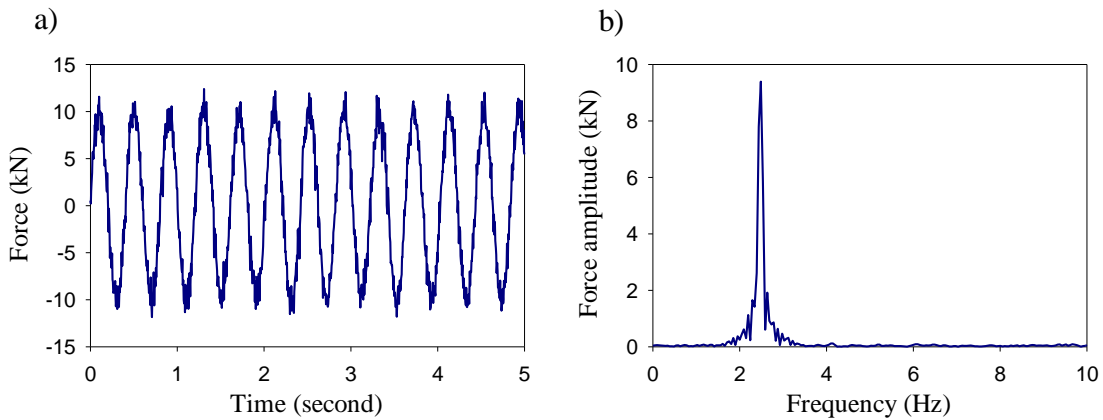 a)
15
10
5
0
-5
-10
-15
Force (kN)
0 1 2 3 4 5
Time (second)
b)
10
8
6
4
2
0
Force amplitude (kN)
0 2 4 6 8 10
Frequency (Hz)